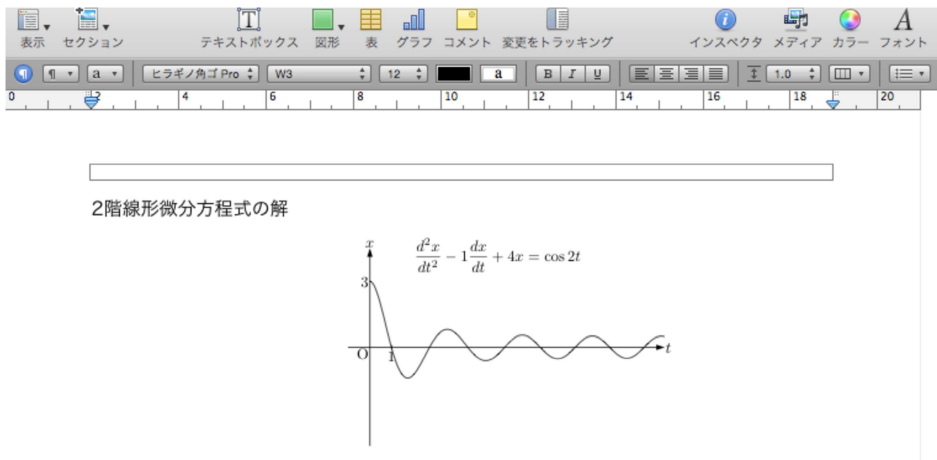 表示 セクション テキストボックス 図形 表 グラフ コメント 変更をトラッキング インスペクタ メディア カラー フォント
¶ a ヒラギノ角ゴ Pro W3 12 a B I U 1.0
0 2 4 6 8 10 12 14 16 18 20
2階線形微分方程式の解
x d²x/dt² − 1 dx/dt + 4x = cos 2t
3
O 1 t